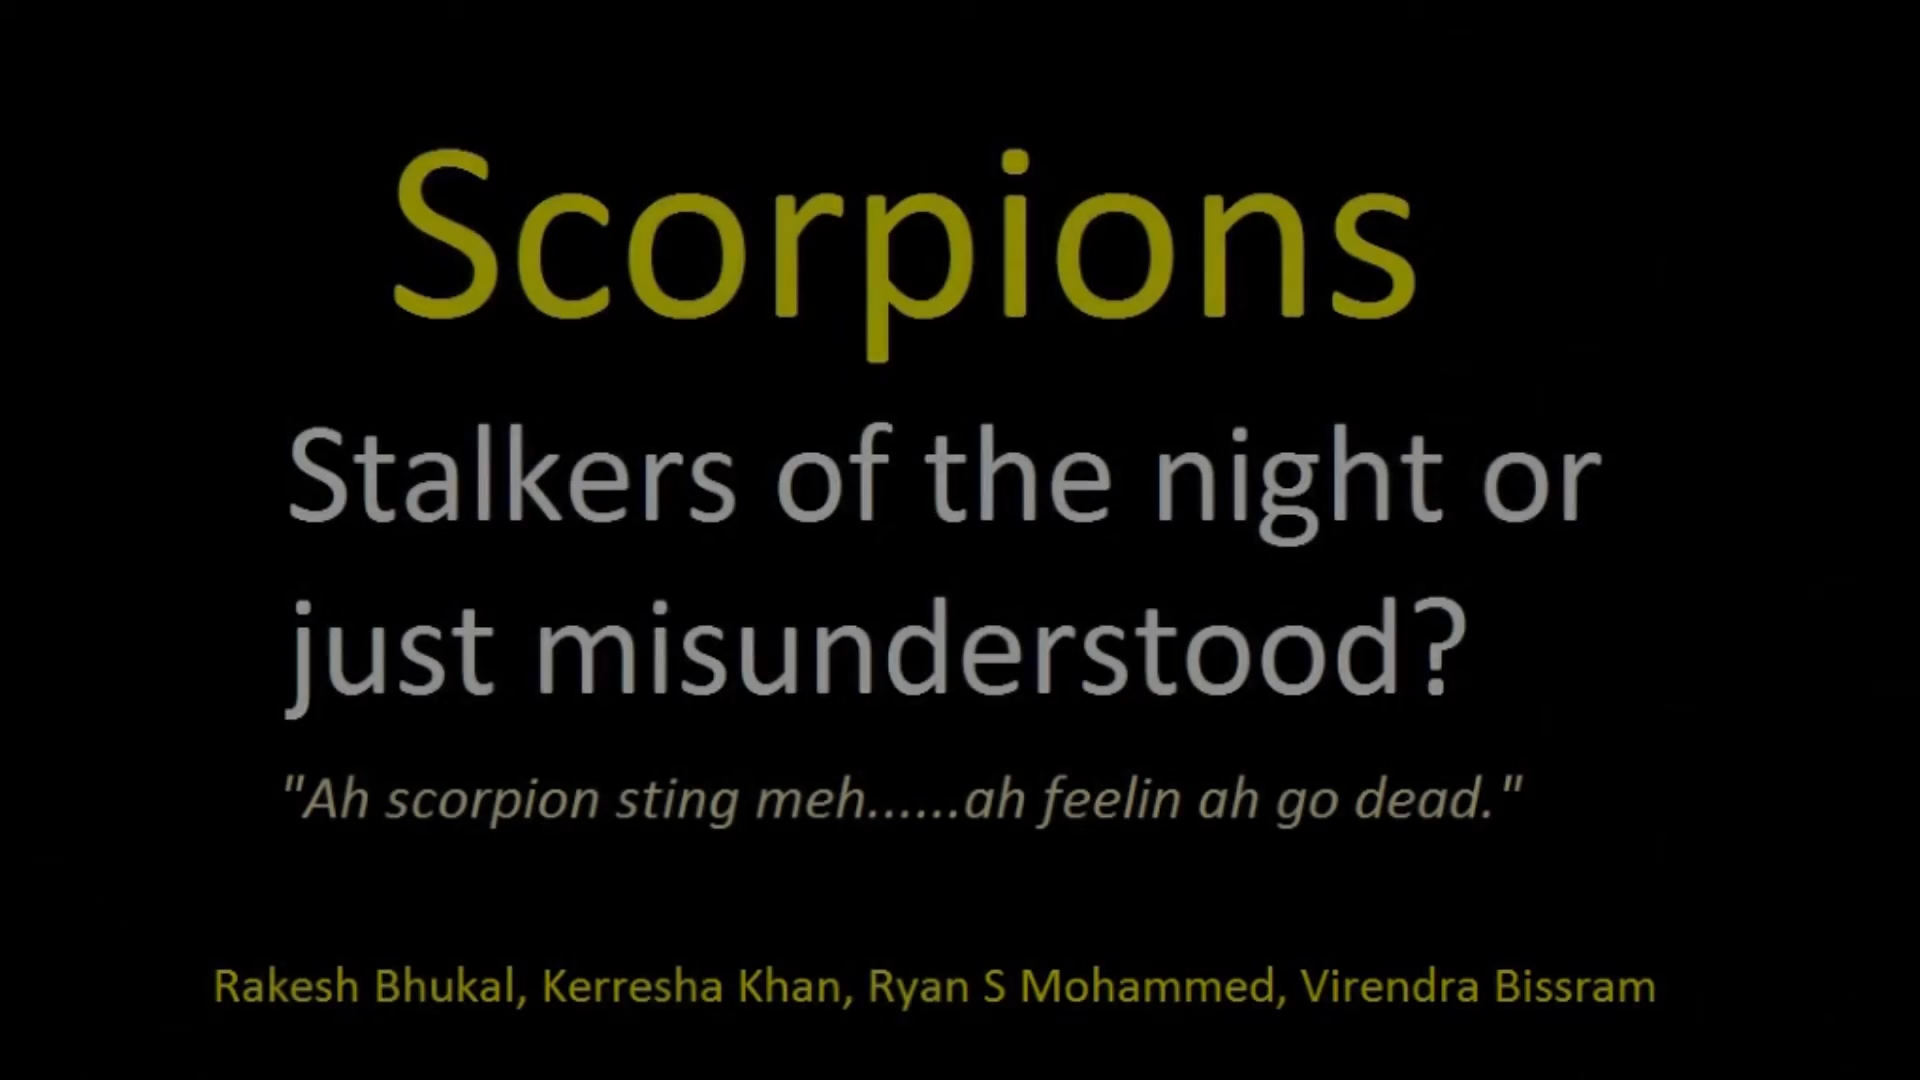 Scorpions
Stalkers of the night or
just misunderstood?
"Ah scorpion sting meh......ah feelin ah go dead."
Rakesh Bhukal, Kerresha Khan, Ryan S Mohammed, Virendra Bissram